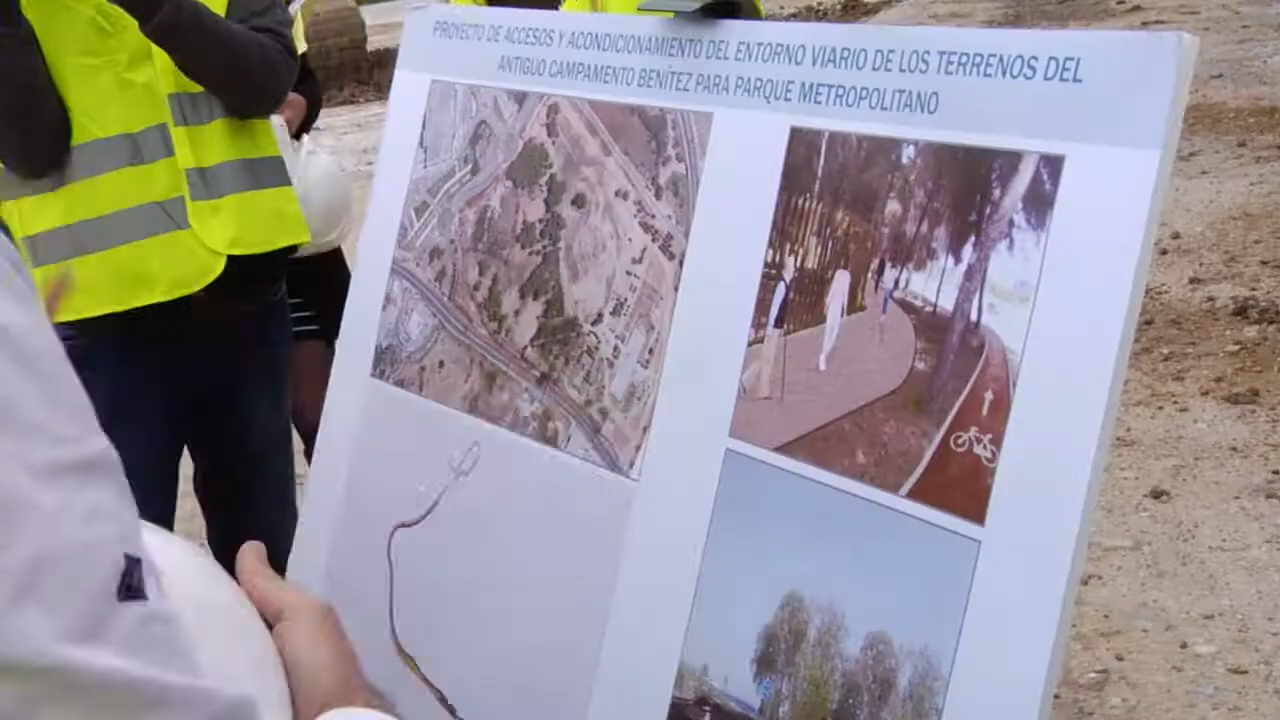 PROYECTO DE ACCESOS Y ACONDICIONAMIENTO DEL ENTORNO VIARIO DE LOS TERRENOS DEL
ANTIGUO CAMPAMENTO BENÍTEZ PARA PARQUE METROPOLITANO